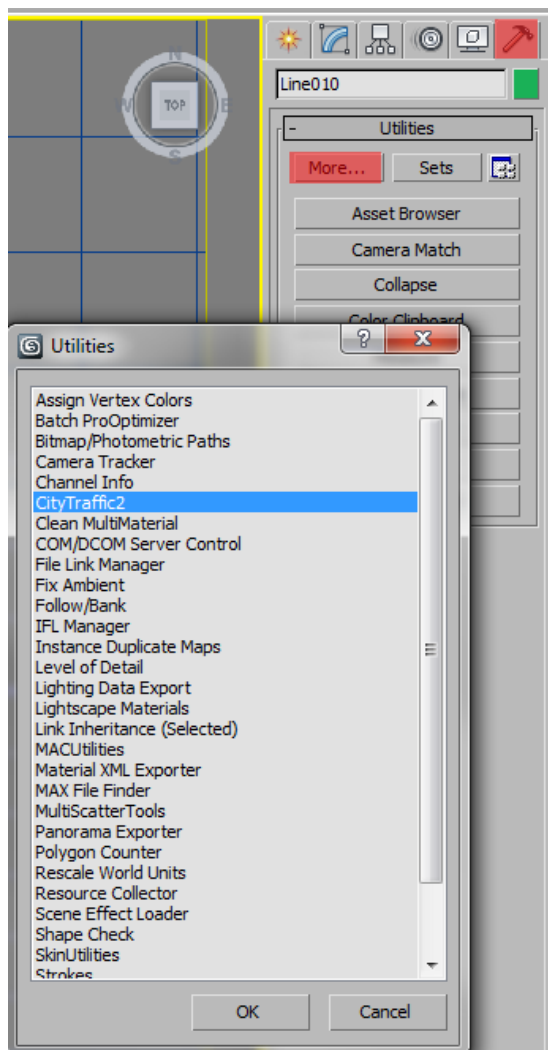 N
W
TOP
E
S
Line010
- Utilities
More... Sets
Asset Browser
Camera Match
Collapse
Color Clipboard
Utilities
?
X
Assign Vertex Colors
Batch ProOptimizer
Bitmap/Photometric Paths
Camera Tracker
Channel Info
CityTraffic2
Clean MultiMaterial
COM/DCOM Server Control
File Link Manager
Fix Ambient
Follow/Bank
IFL Manager
Instance Duplicate Maps
Level of Detail
Lighting Data Export
Lightscape Materials
Link Inheritance (Selected)
MACUtilities
Material XML Exporter
MAX File Finder
MultiScatterTools
Panorama Exporter
Polygon Counter
Rescale World Units
Resource Collector
Scene Effect Loader
Shape Check
SkinUtilities
Strokes
OK Cancel